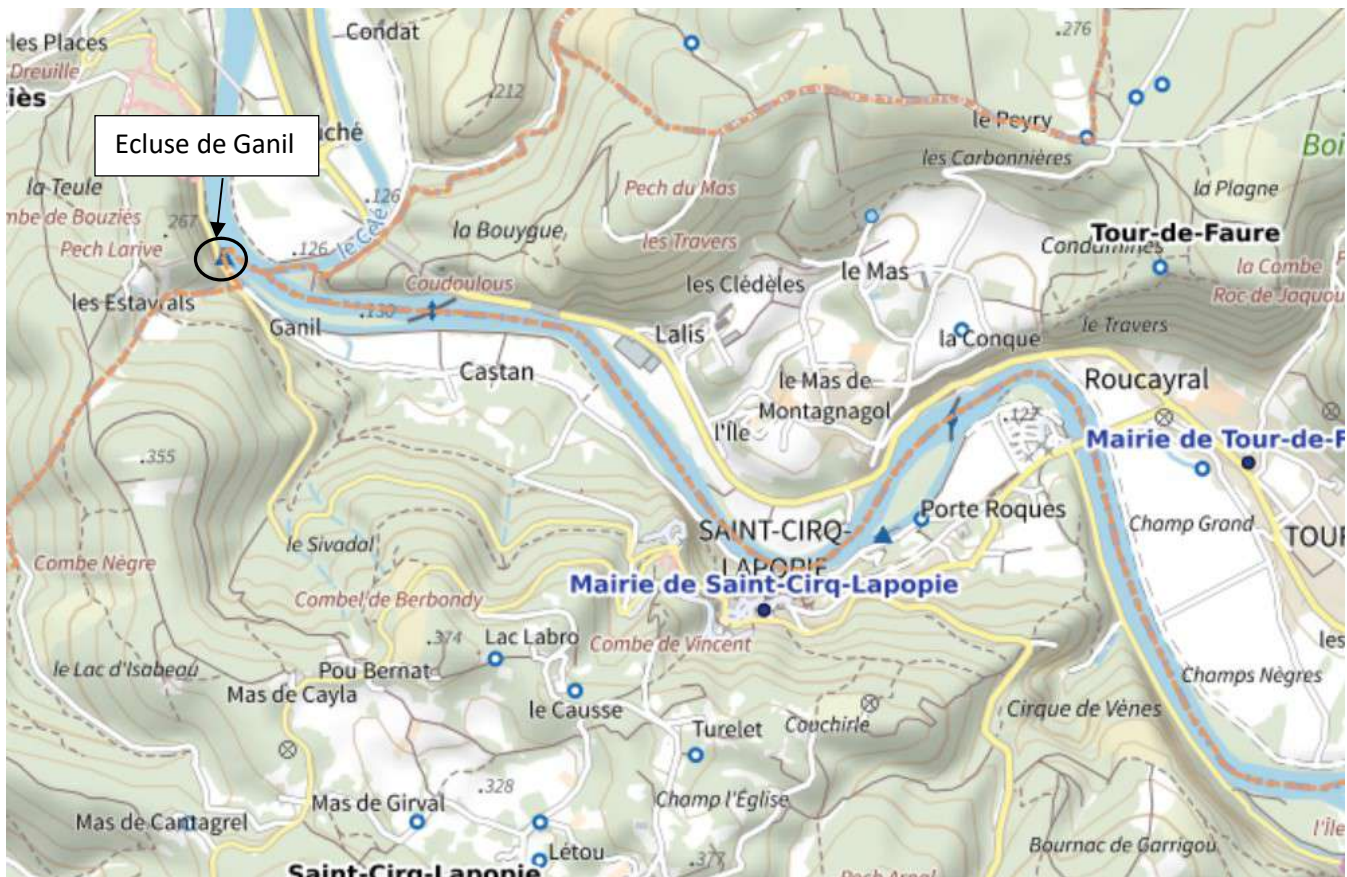 Condat
les Places
Dreuille
.276
iès
.212
Ecluse de Ganil
uché
le Peyry
Boi
les Carbonnières
la Teule
.126
Pech du Mas
la Plagne
mbe de Bouziès
267
la Bouygue
Tour-de-Faure
Pech Larive
.126
le Célé
les Travers
Condamines
le Mas
la Combe
les Clédèles
Coudoulous
Roc de Jaquou
les Estavrals
.130
Ganil
Lalis
la Conque
le Travers
Castan
le Mas de
Montagnagol
Roucayral
.127
l'Île
Mairie de Tour-de-F
.355
Porte Roques
Champ Grand
SAINT-CIRQ-
LAPOPIE
TOUR
le Sivadal
Combe Nègre
Mairie de Saint-Cirq-Lapopie
Combel de Berbondy
.374
Lac Labro
Combe de Vincent
les
le Lac d'Isabeau
Pou Bernat
Champs Nègres
Mas de Cayla
le Causse
Cirque de Vènes
Turelet
Couchirle
.328
Mas de Girval
Champ l'Église
Mas de Cantagrel
l'Île
Létou
Bournac de Garrigou
.377
Saint-Cirq-Lapopie